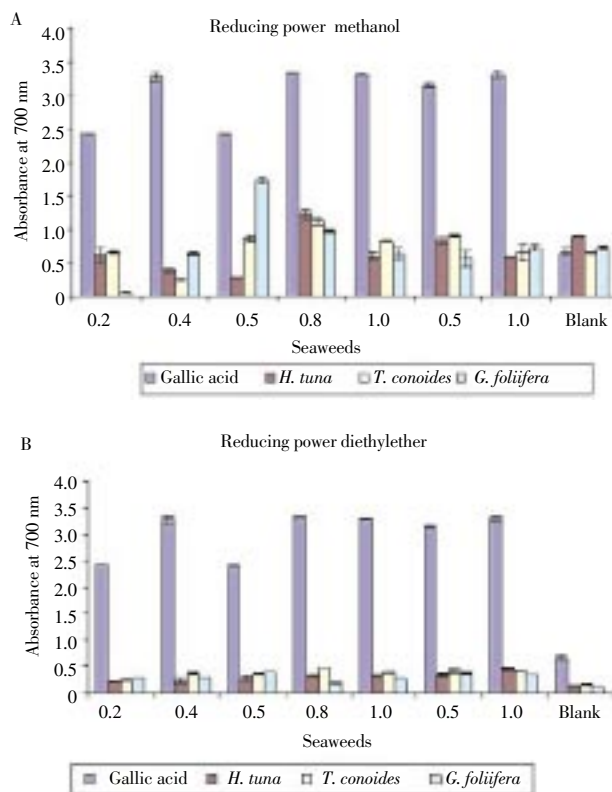 A
Reducing power methanol
Absorbance at 700 nm
4.0
3.5
3.0
2.5
2.0
1.5
1.0
0.5
0
0.2 0.4 0.5 0.8 1.0 0.5 1.0 Blank
Seaweeds
Gallic acid H. tuna T. conoides G. foliifera
B
Reducing power diethylether
Absorbance at 700 nm
4.0
3.5
3.0
2.5
2.0
1.5
1.0
0.5
0
0.2 0.4 0.5 0.8 1.0 0.5 1.0 Blank
Seaweeds
Gallic acid H. tuna T. conoides G. foliifera